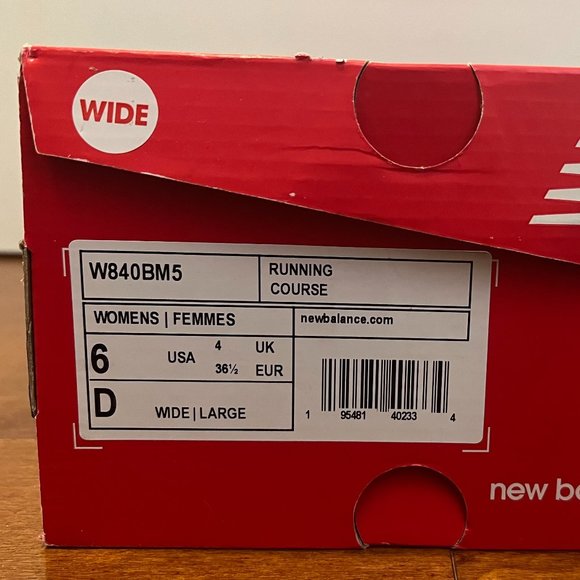 WIDE
W840BM5
RUNNING
COURSE
WOMENS | FEMMES
newbalance.com
6 USA 4 UK
36½ EUR
D WIDE | LARGE
1 95481 40233 4
new